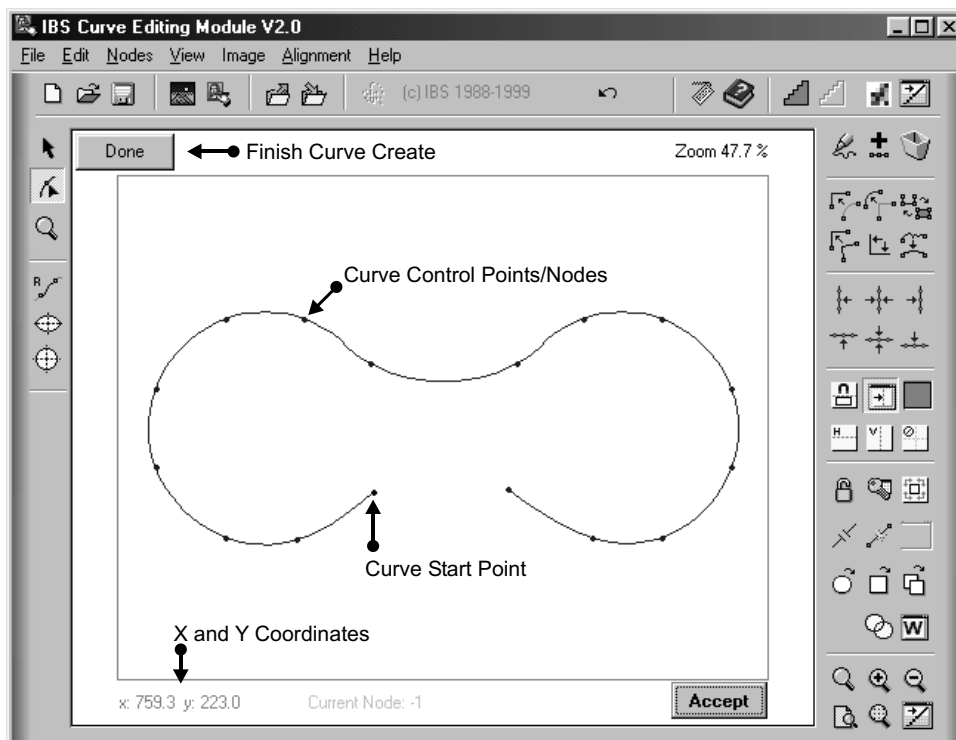 IBS Curve Editing Module V2.0
File Edit Nodes View Image Alignment Help
(c) IBS 1988-1999
Done
Finish Curve Create
Zoom 47.7 %
Curve Control Points/Nodes
Curve Start Point
X and Y Coordinates
x: 759.3 y: 223.0
Current Node: -1
Accept
R
H
V
W